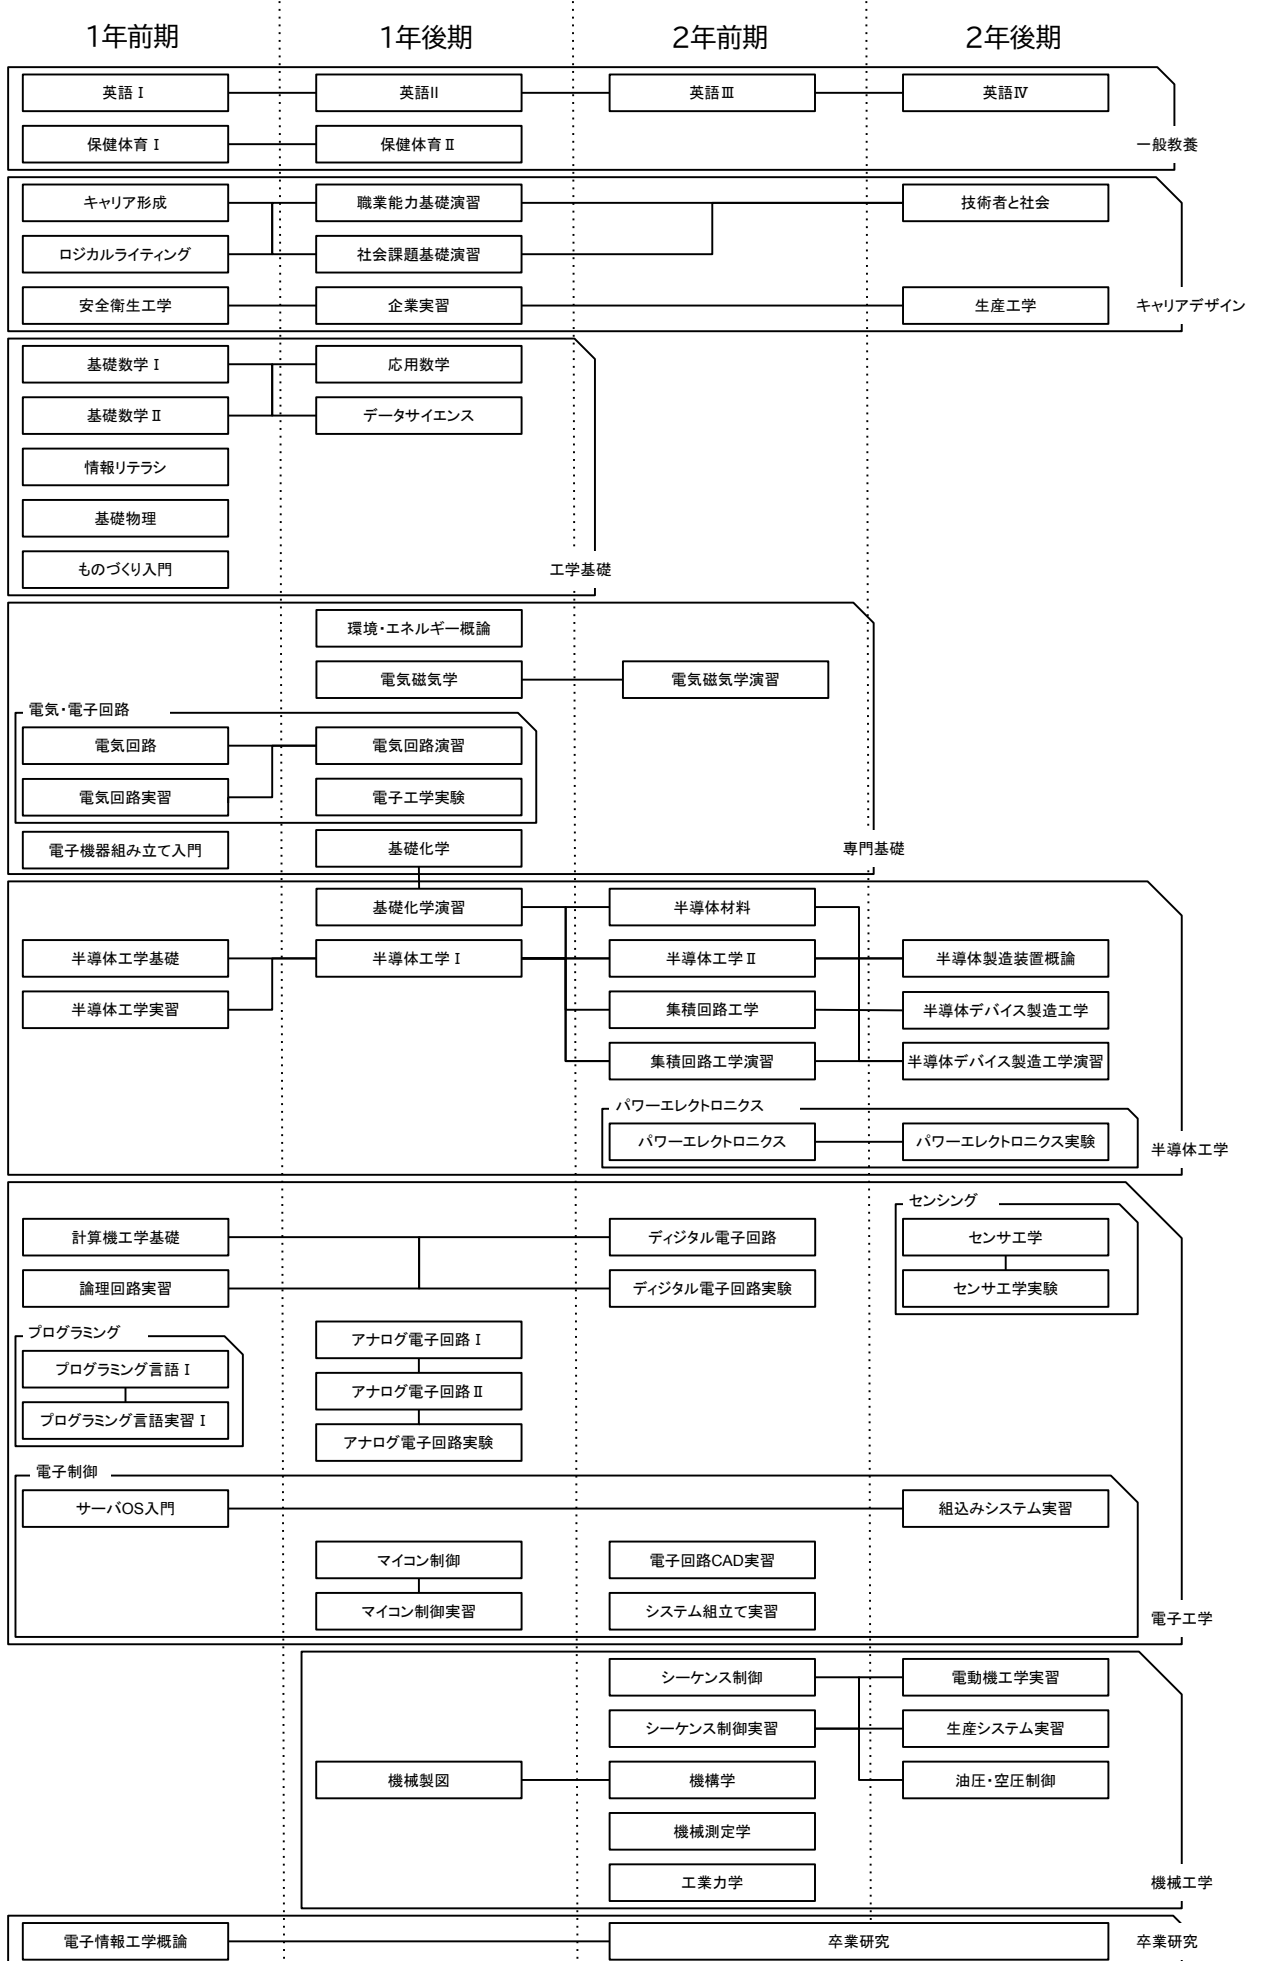 1年前期 1年後期 2年前期 2年後期
英語Ⅰ 英語II 英語Ⅲ 英語Ⅳ
保健体育Ⅰ 保健体育Ⅱ 一般教養
キャリア形成 職業能力基礎演習 技術者と社会
ロジカルライティング 社会課題基礎演習
安全衛生工学 企業実習 生産工学 キャリアデザイン
基礎数学Ⅰ 応用数学
基礎数学Ⅱ データサイエンス
情報リテラシ
基礎物理
ものづくり入門 工学基礎
環境・エネルギー概論
電気磁気学 電気磁気学演習
電気・電子回路
電気回路 電気回路演習
電気回路実習 電子工学実験
電子機器組み立て入門 基礎化学 専門基礎
基礎化学演習 半導体材料
半導体工学基礎 半導体工学Ⅰ 半導体工学Ⅱ 半導体製造装置概論
半導体工学実習 集積回路工学 半導体デバイス製造工学
集積回路工学演習 半導体デバイス製造工学演習
パワーエレクトロニクス
パワーエレクトロニクス パワーエレクトロニクス実験 半導体工学
センシング
計算機工学基礎 ディジタル電子回路 センサ工学
論理回路実習 ディジタル電子回路実験 センサ工学実験
プログラミング アナログ電子回路Ⅰ
プログラミング言語Ⅰ アナログ電子回路Ⅱ
プログラミング言語実習Ⅰ アナログ電子回路実験
電子制御
サーバOS入門 組込みシステム実習
マイコン制御 電子回路CAD実習
マイコン制御実習 システム組立て実習 電子工学
シーケンス制御 電動機工学実習
シーケンス制御実習 生産システム実習
機械製図 機構学 油圧・空圧制御
機械測定学
工業力学 機械工学
電子情報工学概論 卒業研究 卒業研究